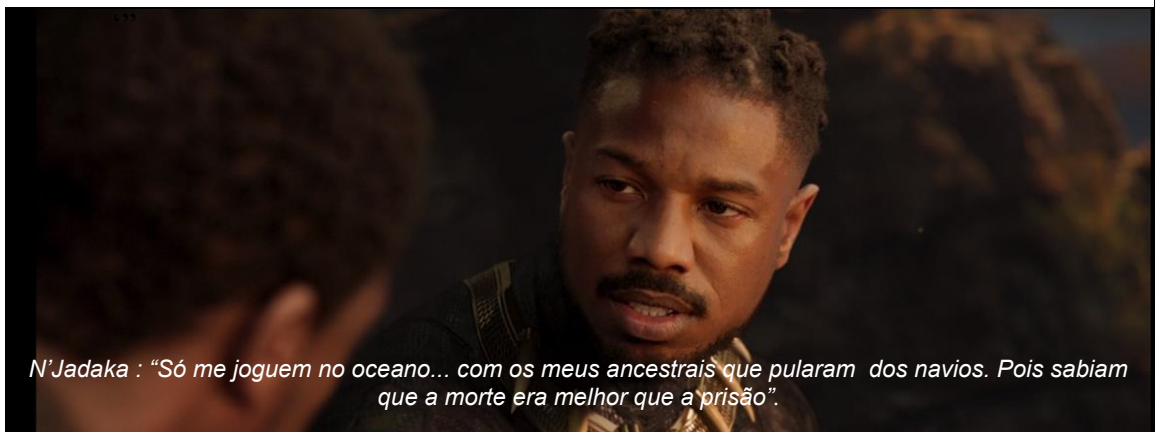 N’Jadaka : “Só me joguem no oceano... com os meus ancestrais que pularam  dos navios. Pois sabiam
que a morte era melhor que a prisão”.